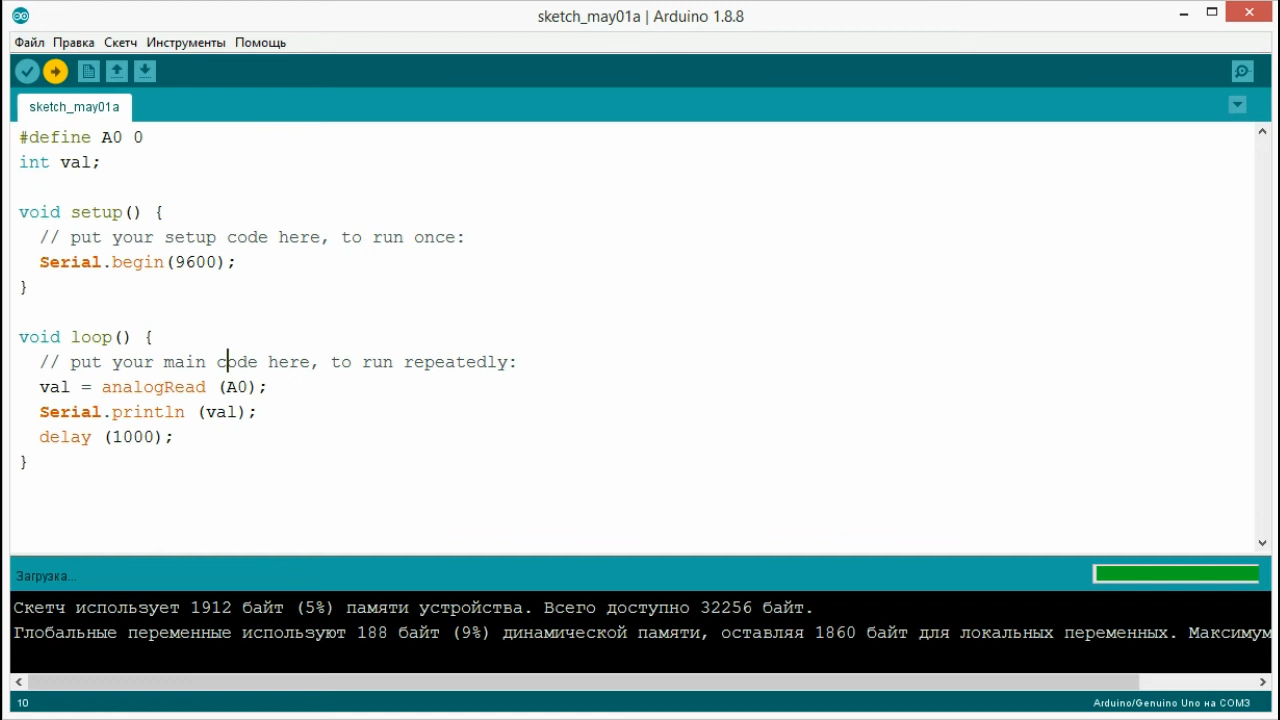 sketch_may01a | Arduino 1.8.8
Файл Правка Скетч Инструменты Помощь
sketch_may01a
#define A0 0
int val;
void setup() {
// put your setup code here, to run once:
Serial.begin(9600);
}
void loop() {
// put your main code here, to run repeatedly:
val = analogRead (A0);
Serial.println (val);
delay (1000);
}
Загрузка...
Скетч использует 1912 байт (5%) памяти устройства. Всего доступно 32256 байт.
Глобальные переменные используют 188 байт (9%) динамической памяти, оставляя 1860 байт для локальных переменных. Максимум
10
Arduino/Genuino Uno на COM3